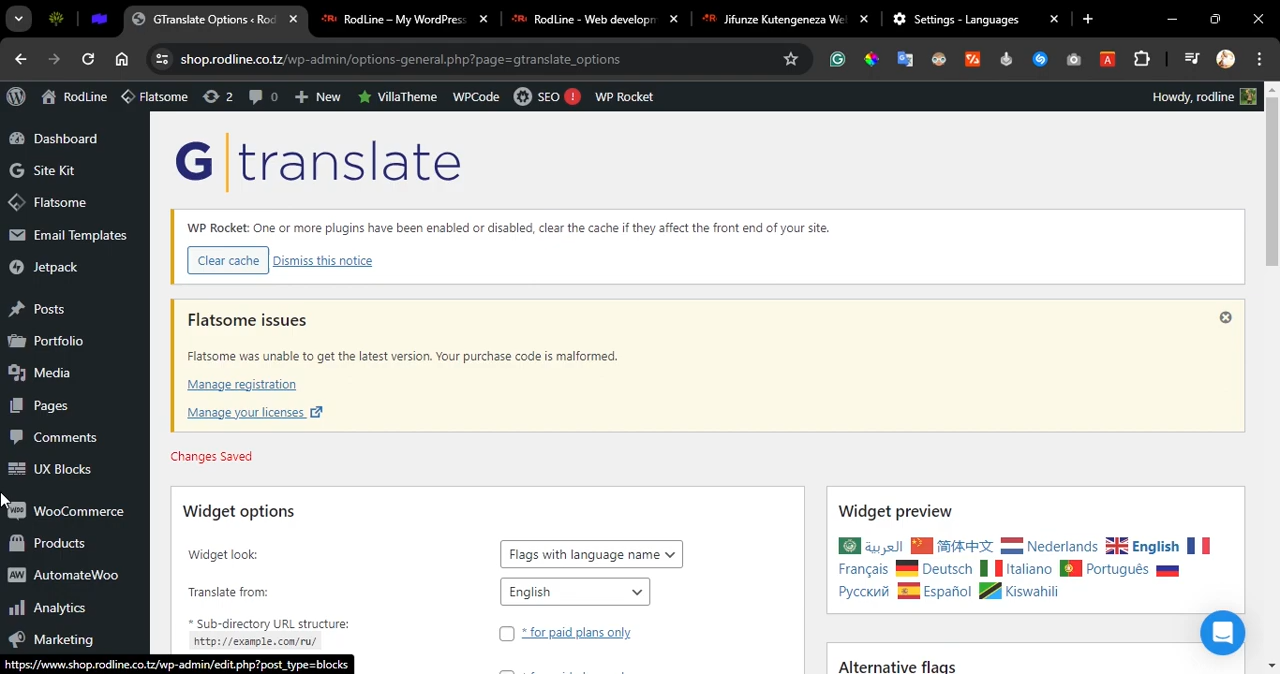 GTranslate Options ‹ Rod
RodLine – My WordPress
RodLine - Web developm
Jifunze Kutengeneza We
Settings - Languages
shop.rodline.co.tz/wp-admin/options-general.php?page=gtranslate_options
RodLine
Flatsome
2
0
New
VillaTheme
WPCode
SEO
!
WP Rocket
Howdy, rodline
Dashboard
Site Kit
Flatsome
Email Templates
Jetpack
Posts
Portfolio
Media
Pages
Comments
UX Blocks
WooCommerce
Products
AutomateWoo
Analytics
Marketing
https://www.shop.rodline.co.tz/wp-admin/edit.php?post_type=blocks
G translate
WP Rocket: One or more plugins have been enabled or disabled, clear the cache if they affect the front end of your site.
Clear cache
Dismiss this notice
Flatsome issues
Flatsome was unable to get the latest version. Your purchase code is malformed.
Manage registration
Manage your licenses
Changes Saved
Widget options
Widget look:
Flags with language name
Translate from:
English
* Sub-directory URL structure:
http://example.com/ru/
* for paid plans only
Widget preview
العربية 简体中文 Nederlands English
Français Deutsch Italiano Português
Русский Español Kiswahili
Alternative flags